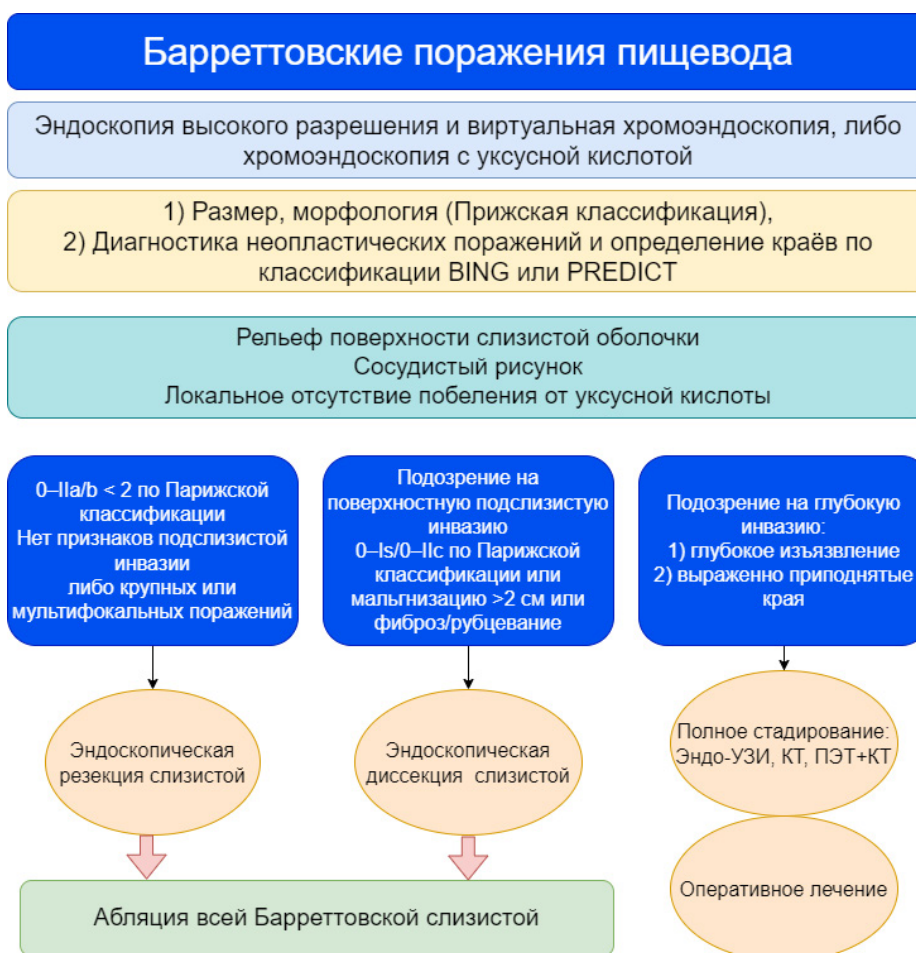 Барреттовские поражения пищевода
Эндоскопия высокого разрешения и виртуальная хромоэндоскопия, либо
хромоэндоскопия с уксусной кислотой
1) Размер, морфология (Прижская классификация),
2) Диагностика неопластических поражений и определение краёв по
классификации BING или PREDICT
Рельеф поверхности слизистой оболочки
Сосудистый рисунок
Локальное отсутствие побеления от уксусной кислоты
0–IIa/b < 2 по Парижской
классификации
Нет признаков подслизистой
инвазии
либо крупных или
мультифокальных поражений
Подозрение на
поверхностную подслизистую
инвазию
0–Is/0–IIc по Парижской
классификации или
мальгнизацию >2 см или
фиброз/рубцевание
Подозрение на глубокую
инвазию:
1) глубокое изъязвление
2) выраженно приподнятые
края
Эндоскопическая
резекция слизистой
Эндоскопическая
диссекция слизистой
Полное стадирование:
Эндо-УЗИ, КТ, ПЭТ+КТ
Оперативное лечение
Абляция всей Барреттовской слизистой